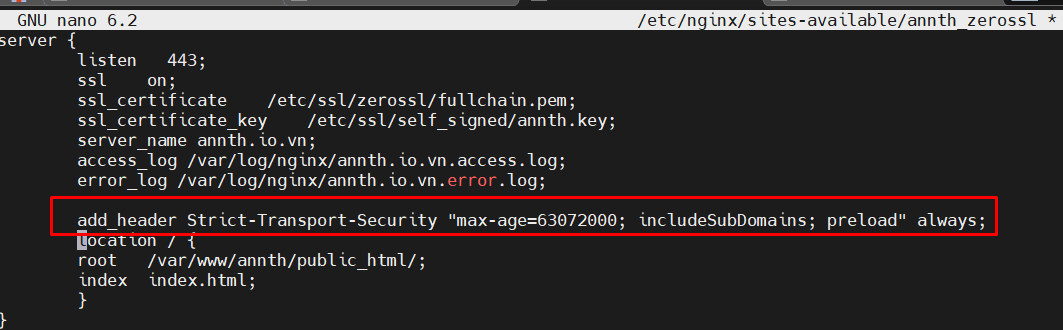 GNU nano 6.2 /etc/nginx/sites-available/annth_zerossl *
server {
listen 443;
ssl on;
ssl_certificate /etc/ssl/zerossl/fullchain.pem;
ssl_certificate_key /etc/ssl/self_signed/annth.key;
server_name annth.io.vn;
access_log /var/log/nginx/annth.io.vn.access.log;
error_log /var/log/nginx/annth.io.vn.error.log;
add_header Strict-Transport-Security "max-age=63072000; includeSubDomains; preload" always;
location / {
root /var/www/annth/public_html/;
index index.html;
}
}